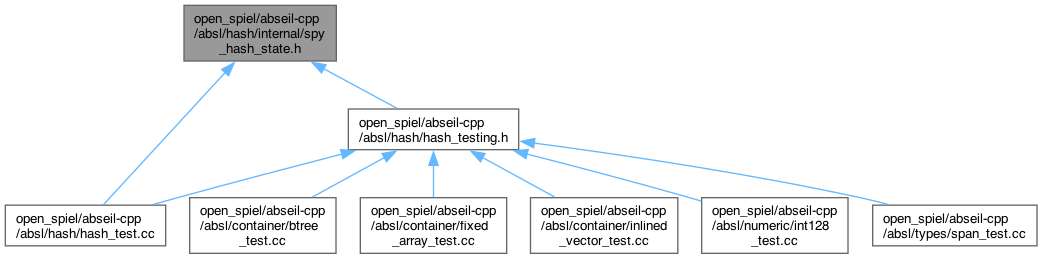 open_spiel/abseil-cpp
/absl/hash/internal/spy
_hash_state.h
open_spiel/abseil-cpp
/absl/hash/hash_testing.h
open_spiel/abseil-cpp
/absl/hash/hash_test.cc
open_spiel/abseil-cpp
/absl/container/btree
_test.cc
open_spiel/abseil-cpp
/absl/container/fixed
_array_test.cc
open_spiel/abseil-cpp
/absl/container/inlined
_vector_test.cc
open_spiel/abseil-cpp
/absl/numeric/int128
_test.cc
open_spiel/abseil-cpp
/absl/types/span_test.cc